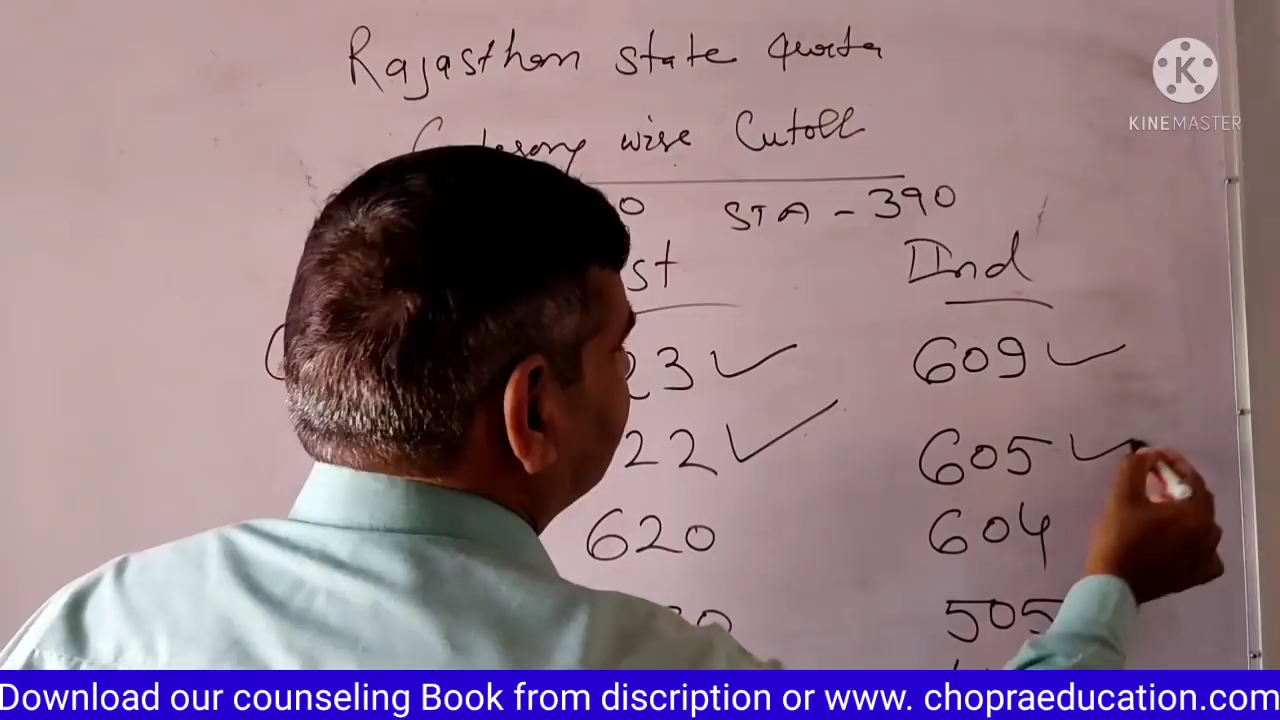 Rajasthan state quota
KINEMASTER
wise Cutoff
0 STA - 390
st IInd
23 609
22 605
620 604
505
Download our counseling Book from discription or www. chopraeducation.com